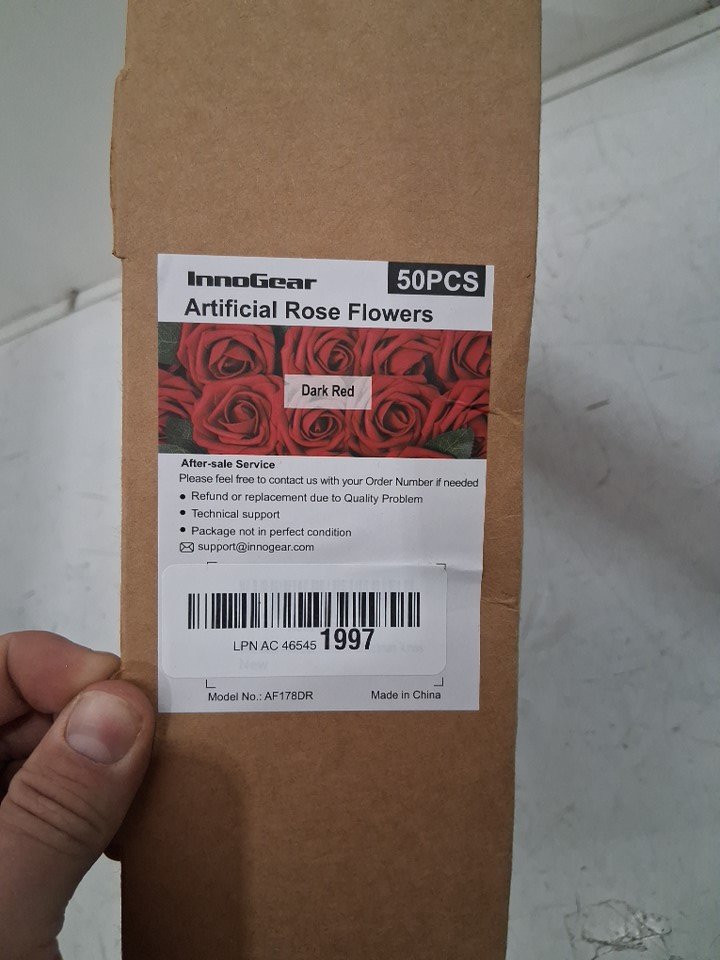 InnoGear
50PCS
Artificial Rose Flowers
Dark Red
After-sale Service
Please feel free to contact us with your Order Number if needed
• Refund or replacement due to Quality Problem
• Technical support
• Package not in perfect condition
support@innogear.com
LPN AC 46545 1997
New
Model No.: AF178DR
Made in China